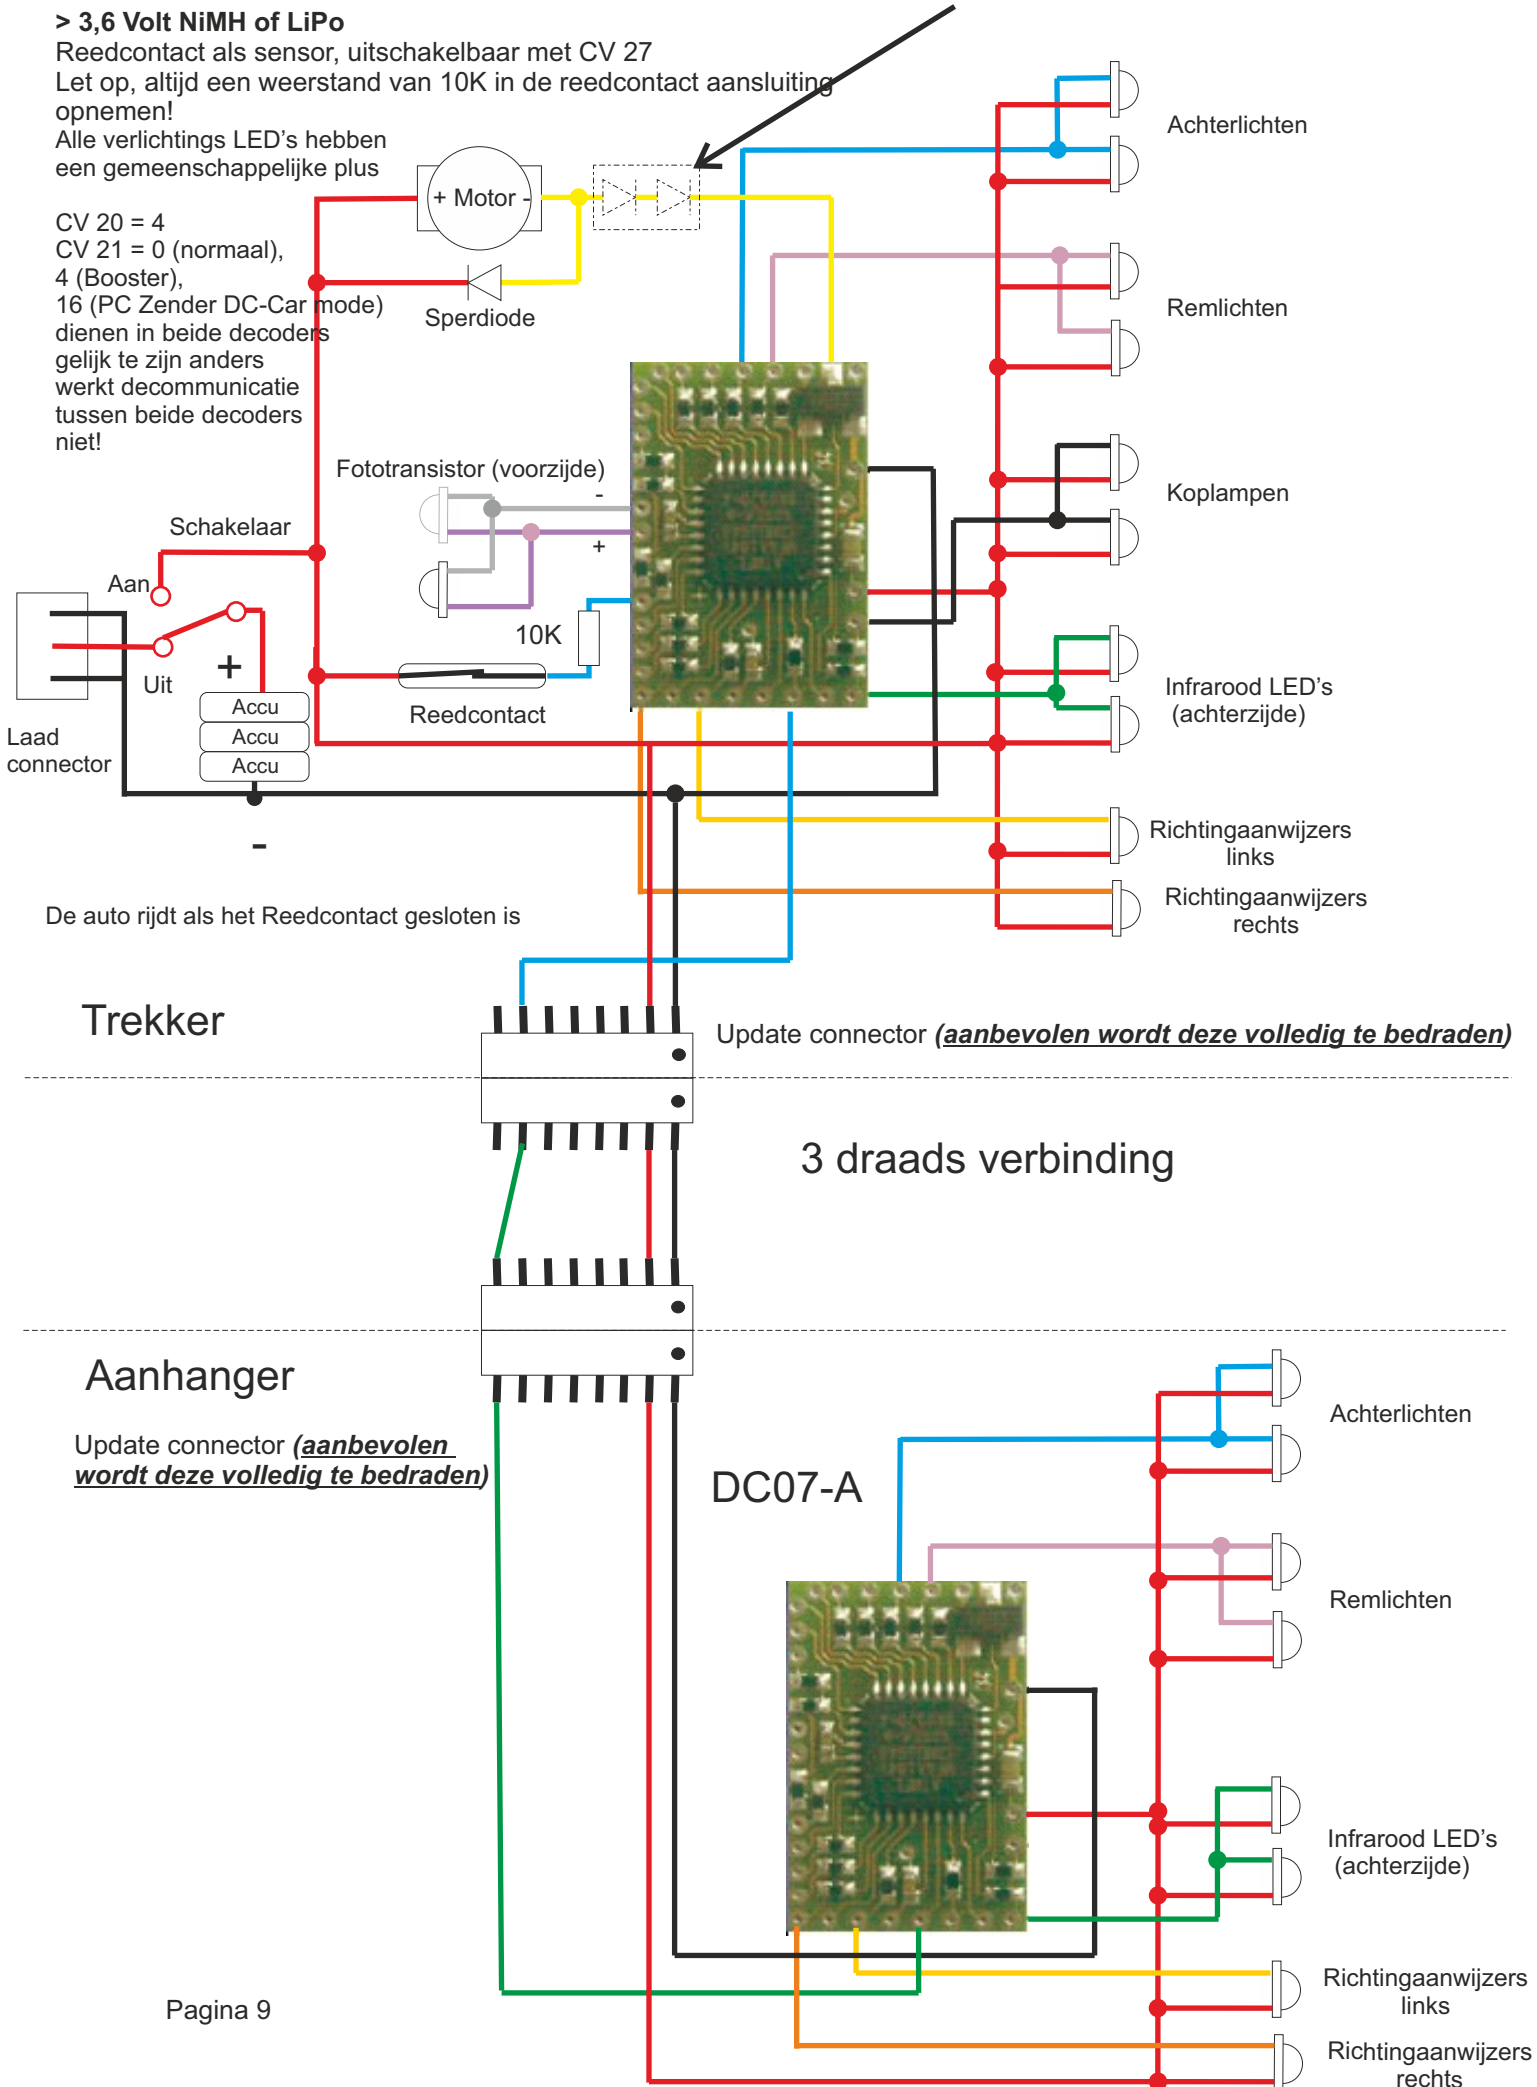 > 3,6 Volt NiMH of LiPo
Reedcontact als sensor, uitschakelbaar met CV 27
Let op, altijd een weerstand van 10K in de reedcontact aansluiting
opnemen!
Alle verlichtings LED's hebben
een gemeenschappelijke plus
CV 20 = 4
CV 21 = 0 (normaal),
4 (Booster),
16 (PC Zender DC-Car mode)
dienen in beide decoders
gelijk te zijn anders
werkt decommunicatie
tussen beide decoders
niet!
+ Motor -
Sperdiode
Achterlichten
Remlichten
Fototransistor (voorzijde)
-
+
Koplampen
Schakelaar
Aan
Uit
+
10K
Reedcontact
Accu
Accu
Accu
-
Laad
connector
Infrarood LED's
(achterzijde)
Richtingaanwijzers
links
Richtingaanwijzers
rechts
De auto rijdt als het Reedcontact gesloten is
Trekker
Update connector (aanbevolen wordt deze volledig te bedraden)
3 draads verbinding
Aanhanger
Update connector (aanbevolen
wordt deze volledig te bedraden)
DC07-A
Achterlichten
Remlichten
Infrarood LED's
(achterzijde)
Richtingaanwijzers
links
Richtingaanwijzers
rechts
Pagina 9